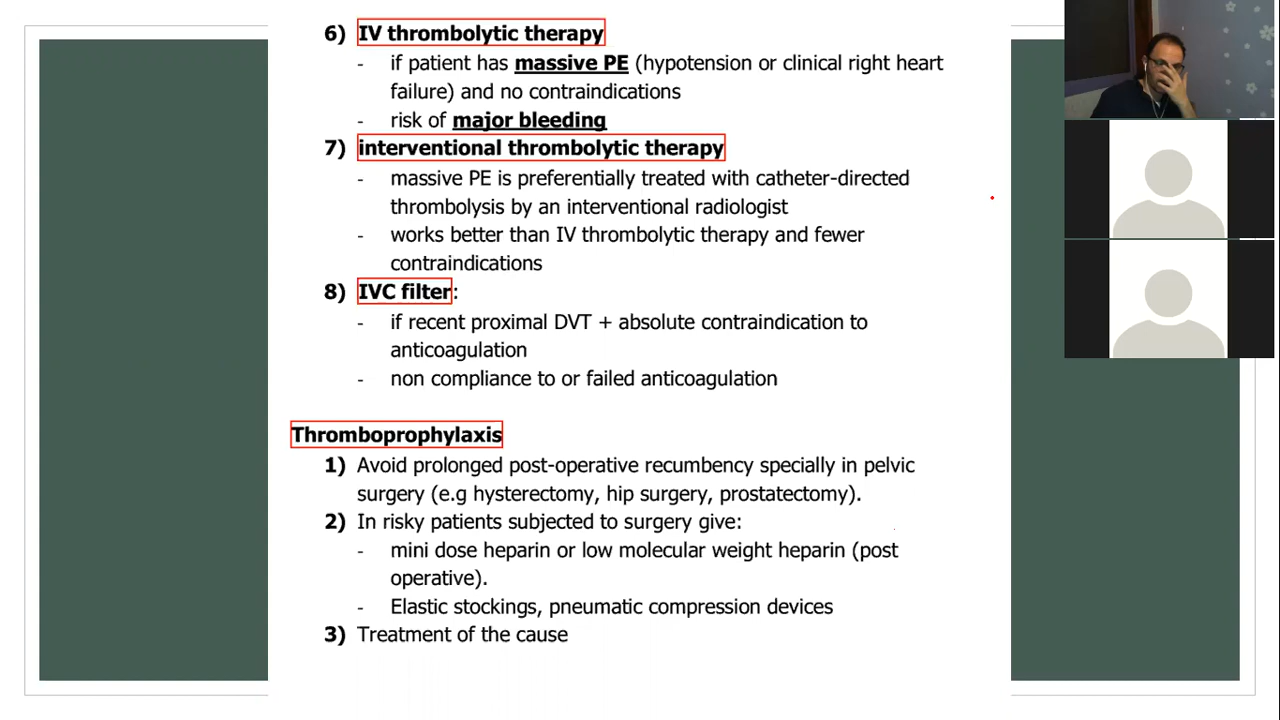 6) IV thrombolytic therapy
- if patient has massive PE (hypotension or clinical right heart
failure) and no contraindications
- risk of major bleeding
7) interventional thrombolytic therapy
- massive PE is preferentially treated with catheter-directed
thrombolysis by an interventional radiologist
- works better than IV thrombolytic therapy and fewer
contraindications
8) IVC filter:
- if recent proximal DVT + absolute contraindication to
anticoagulation
- non compliance to or failed anticoagulation
Thromboprophylaxis
1) Avoid prolonged post-operative recumbency specially in pelvic
surgery (e.g hysterectomy, hip surgery, prostatectomy).
2) In risky patients subjected to surgery give:
- mini dose heparin or low molecular weight heparin (post
operative).
- Elastic stockings, pneumatic compression devices
3) Treatment of the cause